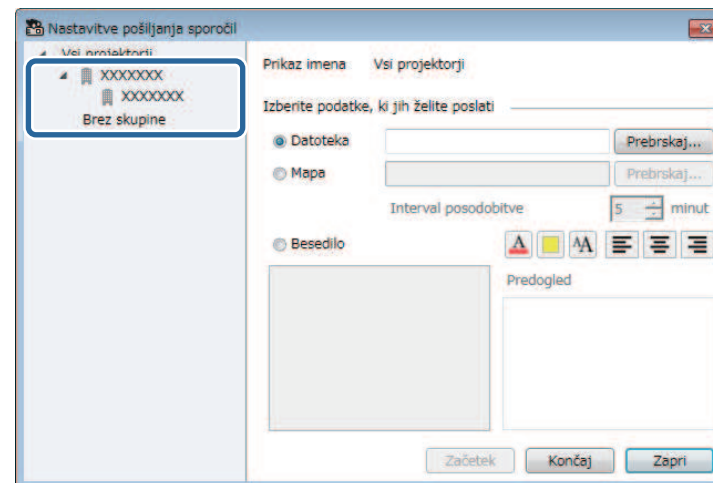 Nastavitve pošiljanja sporočil
Vsi projektorji
XXXXXXX
XXXXXXX
Brez skupine
Prikaz imena Vsi projektorji
Izberite podatke, ki jih želite poslati
Datoteka Prebrskaj...
Mapa Prebrskaj...
Interval posodobitve 5 minut
Besedilo A AA
Predogled
Začetek Končaj Zapri